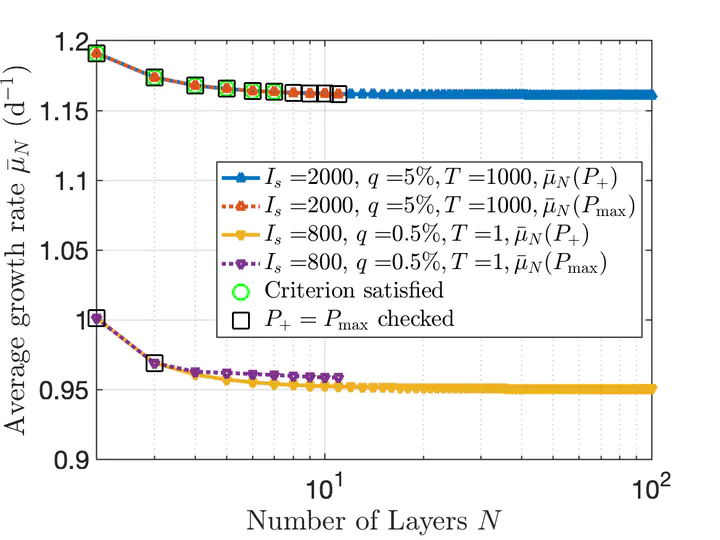 1.2
1.15
1.1
1.05
1
0.95
0.9
Average growth rate μ̄_N (d⁻¹)
I_s =2000, q =5%, T =1000, μ̄_N(P_+)
I_s =2000, q =5%, T =1000, μ̄_N(P_max)
I_s =800, q =0.5%, T =1, μ̄_N(P_+)
I_s =800, q =0.5%, T =1, μ̄_N(P_max)
Criterion satisfied
P_+ = P_max checked
10¹ 10²
Number of Layers N